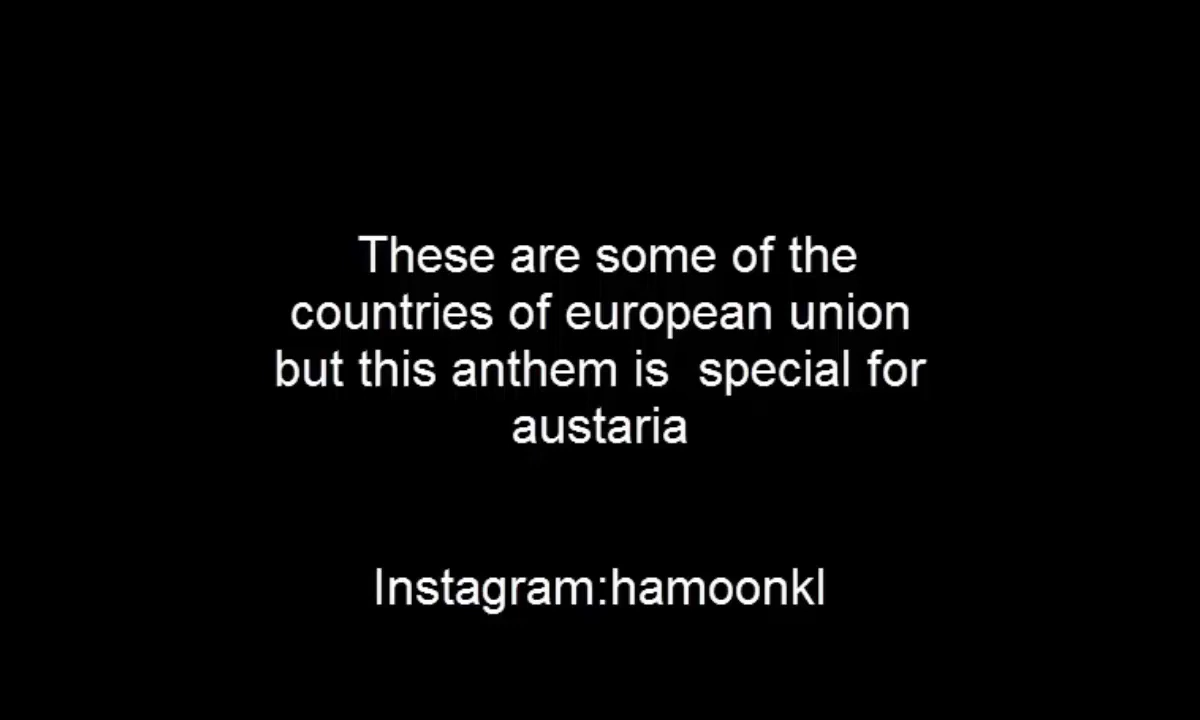 These are some of the
countries of european union
but this anthem is  special for
austaria
Instagram:hamoonkl